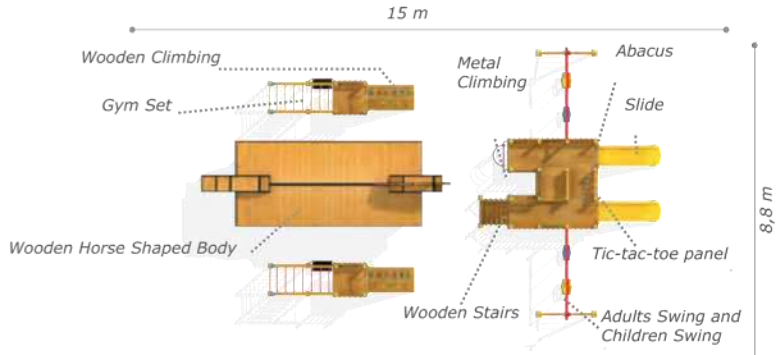 15 m
Wooden Climbing
Gym Set
Metal
Climbing
Abacus
Slide
8,8 m
Wooden Horse Shaped Body
Wooden Stairs
Tic-tac-toe panel
Adults Swing and
Children Swing